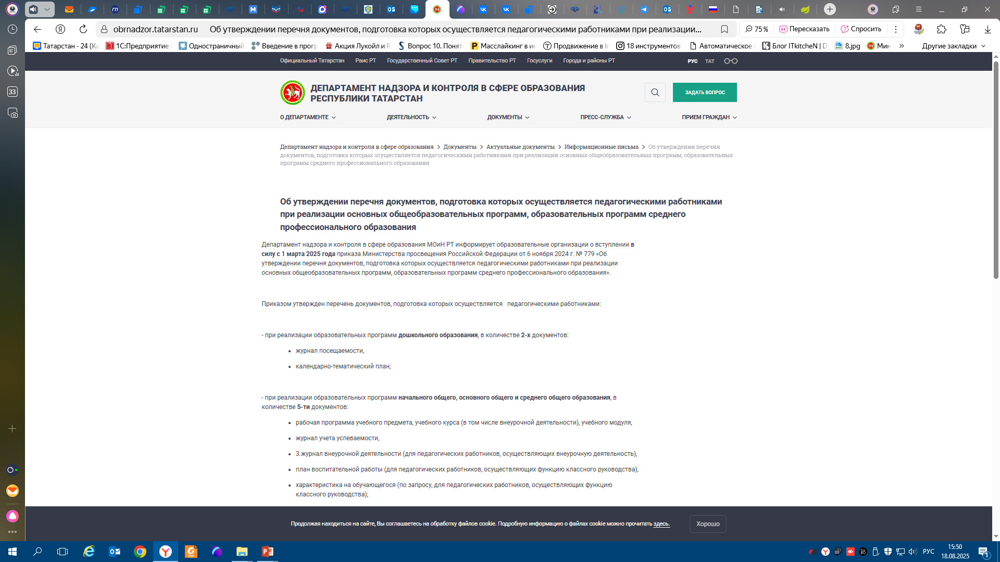 obrnadzor.tatarstan.ru Об утверждении перечня документов, подготовка которых осуществляется педагогическими работниками при реализации... 75 % Пересказать Спросить
Татарстан - 24 (Ка 1С:Предприятие Одностраничный Введение в прогр Акция Лукойл и Вопрос 10. Понят Масслайкинг в ин Продвижение в 18 инструментов Автоматическое Блог ITkitcheN | 8.jpg Мин » Другие закладки
33
Официальный Татарстан Раис РТ Государственный Совет РТ Правительство РТ Госуслуги Города и районы РТ РУС ТАТ
ДЕПАРТАМЕНТ НАДЗОРА И КОНТРОЛЯ В СФЕРЕ ОБРАЗОВАНИЯ
РЕСПУБЛИКИ ТАТАРСТАН
ЗАДАТЬ ВОПРОС
О ДЕПАРТАМЕНТЕ ДЕЯТЕЛЬНОСТЬ ДОКУМЕНТЫ ПРЕСС-СЛУЖБА ПРИЕМ ГРАЖДАН
Департамент надзора и контроля в сфере образования > Документы > Актуальные документы > Информационные письма > Об утверждении перечня
документов, подготовка которых осуществляется педагогическими работниками при реализации основных общеобразовательных программ, образовательных
программ среднего профессионального образования
Об утверждении перечня документов, подготовка которых осуществляется педагогическими работниками
при реализации основных общеобразовательных программ, образовательных программ среднего
профессионального образования
Департамент надзора и контроля в сфере образования МОиН РТ информирует образовательные организации о вступлении в
силу с 1 марта 2025 года приказа Министерства просвещения Российской Федерации от 6 ноября 2024 г. № 779 «Об
утверждении перечня документов, подготовка которых осуществляется педагогическими работниками при реализации
основных общеобразовательных программ, образовательных программ среднего профессионального образования».
Приказом утвержден перечень документов, подготовка которых осуществляется педагогическими работниками:
- при реализации образовательных программ дошкольного образования, в количестве 2-х документов:
• журнал посещаемости,
• календарно-тематический план;
- при реализации образовательных программ начального общего, основного общего и среднего общего образования, в
количестве 5-ти документов:
• рабочая программа учебного предмета, учебного курса (в том числе внеурочной деятельности), учебного модуля,
• журнал учета успеваемости,
• 3.журнал внеурочной деятельности (для педагогических работников, осуществляющих внеурочную деятельность),
• план воспитательной работы (для педагогических работников, осуществляющих функцию классного руководства),
• характеристика на обучающегося (по запросу, для педагогических работников, осуществляющих функцию
классного руководства);
Продолжая находиться на сайте, Вы соглашаетесь на обработку файлов cookie. Подробную информацию о файлах cookie можно прочитать здесь. Хорошо
РУС
15:50
18.08.2025
1